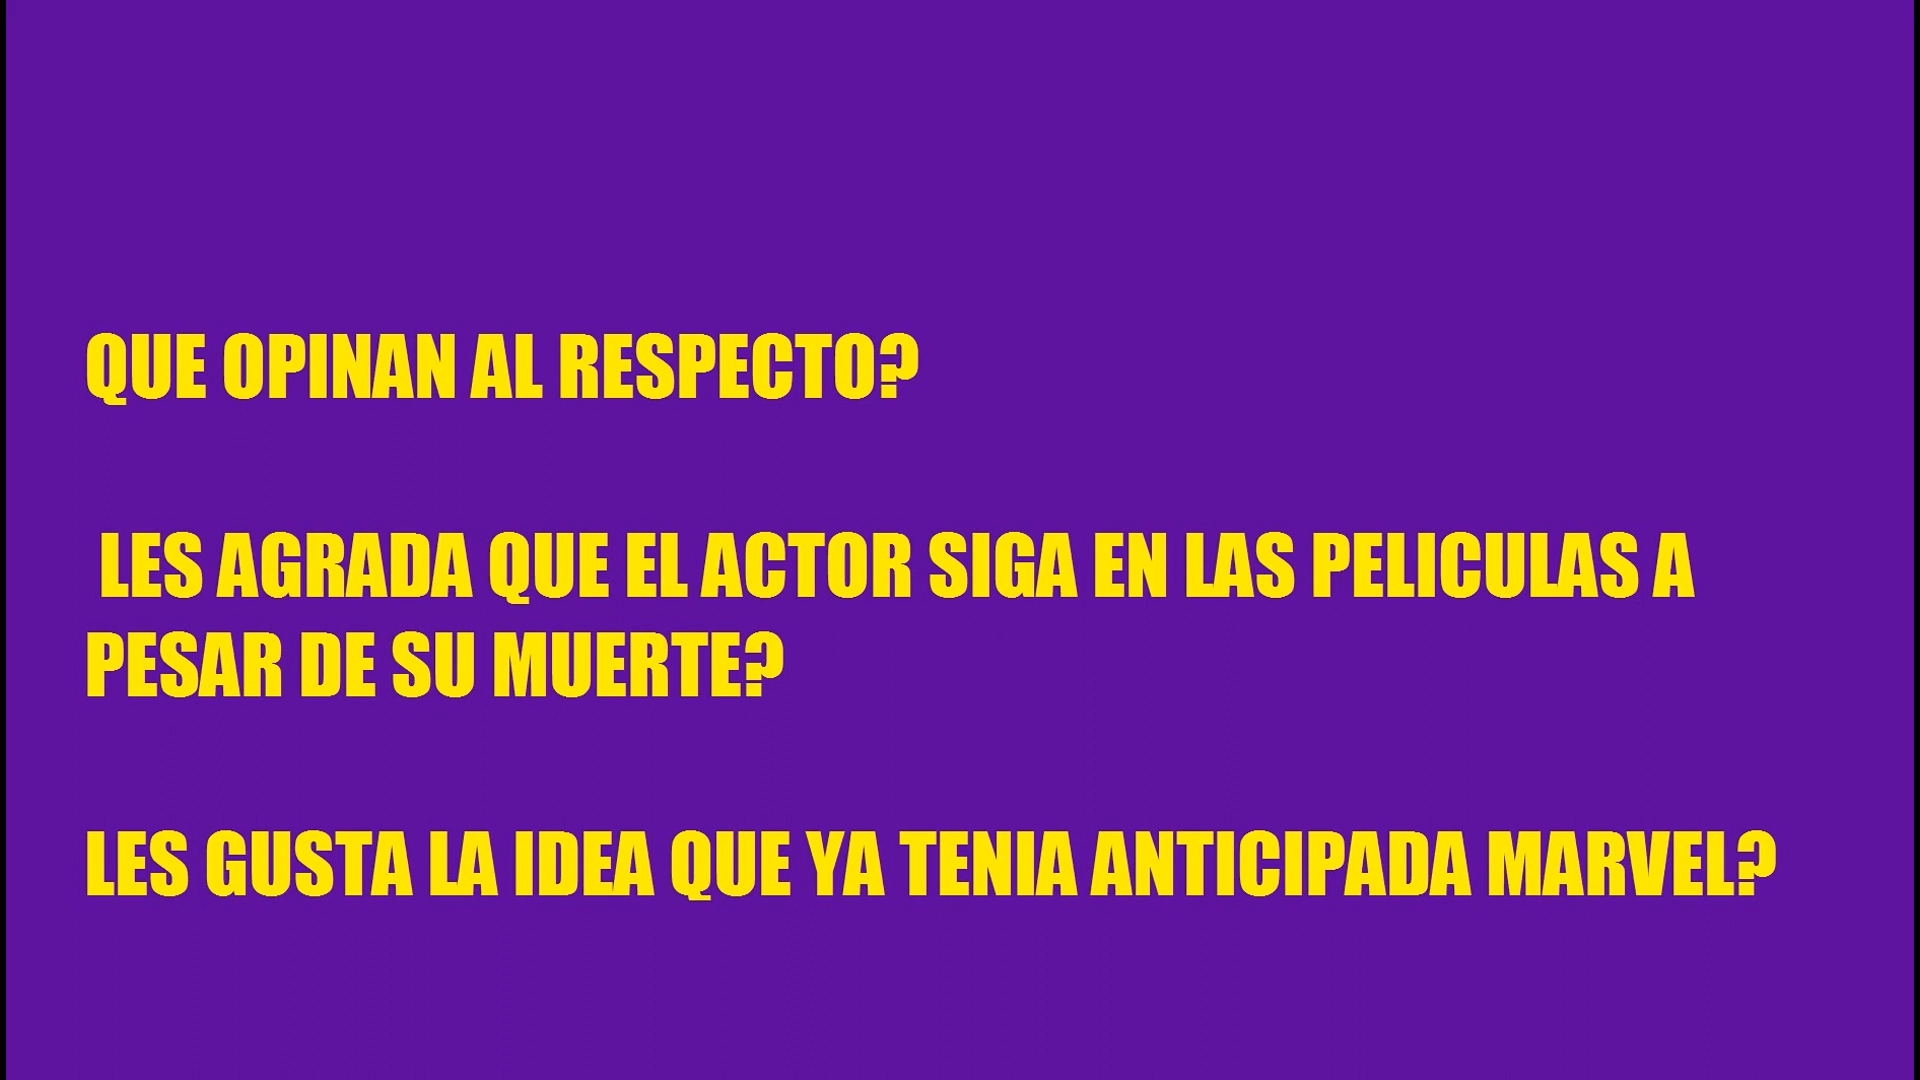 QUE OPINAN AL RESPECTO?
LES AGRADA QUE EL ACTOR SIGA EN LAS PELICULAS A
PESAR DE SU MUERTE?
LES GUSTA LA IDEA QUE YA TENIA ANTICIPADA MARVEL?